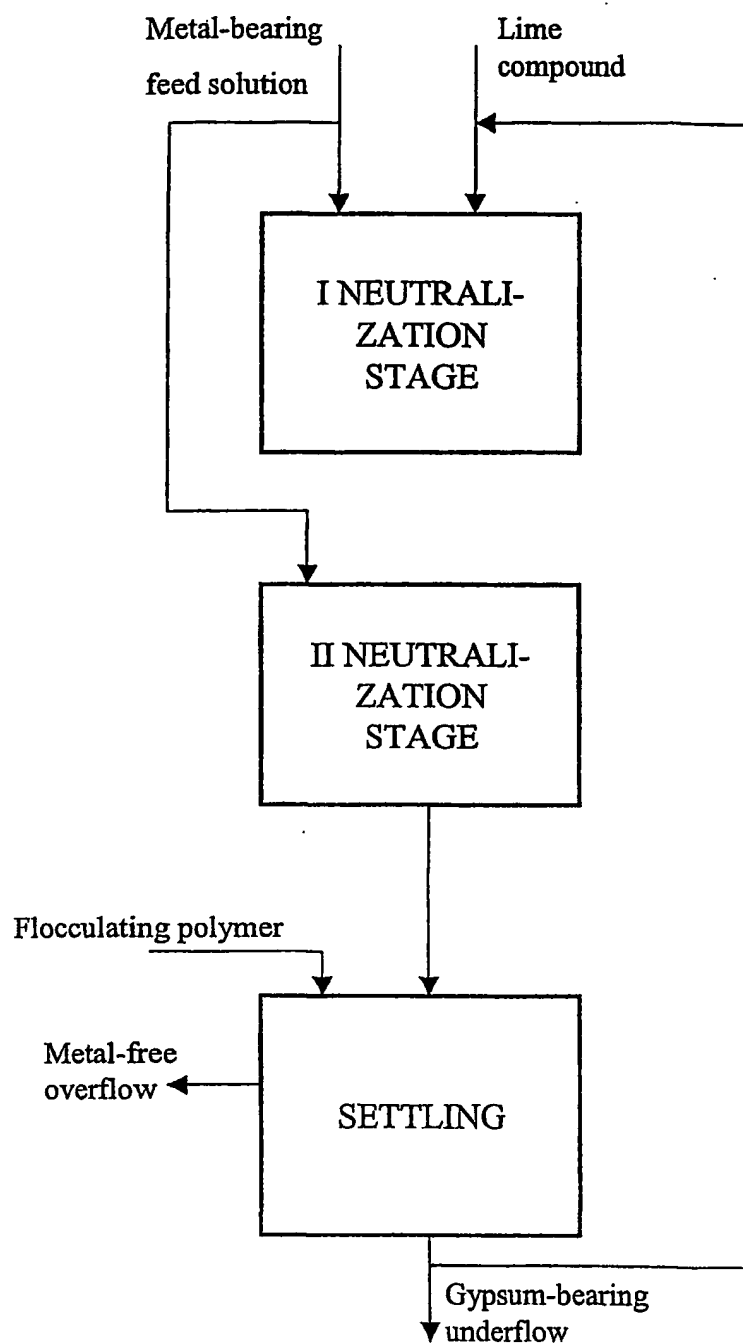 Metal-bearing
feed solution
Lime
compound
I NEUTRALI-
ZATION
STAGE
II NEUTRALI-
ZATION
STAGE
Flocculating polymer
Metal-free
overflow
SETTLING
Gypsum-bearing
underflow